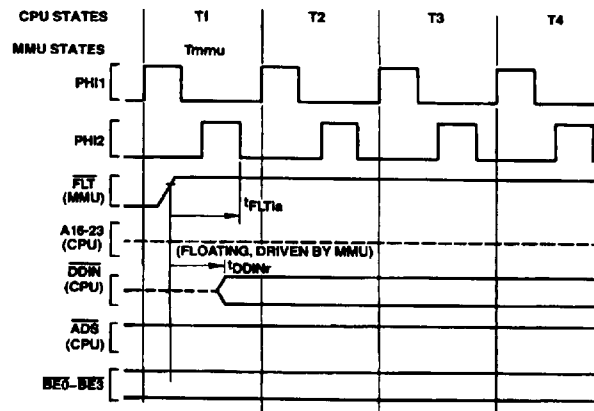 CPU STATES T1 T2 T3 T4
MMU STATES Tmmu
PHI1
PHI2
FLT
(MMU)
tFLTia
A16-23
(CPU)
(FLOATING, DRIVEN BY MMU)
tDDINr
DDIN
(CPU)
ADS
(CPU)
BE0-BE3